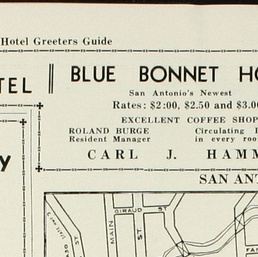 Hotel Greeters Guide
TEL
BLUE BONNET HO
San Antonio's Newest
Rates: $2:00, $2.50 and $3.0
EXCELLENT COFFEE SHOP
ROLAND BURGE
Resident Manager
Circulating I
in every roo
CARL J. HAMM
y
SAN ANT
GIRAUD ST
MAIN
ST.
FAN